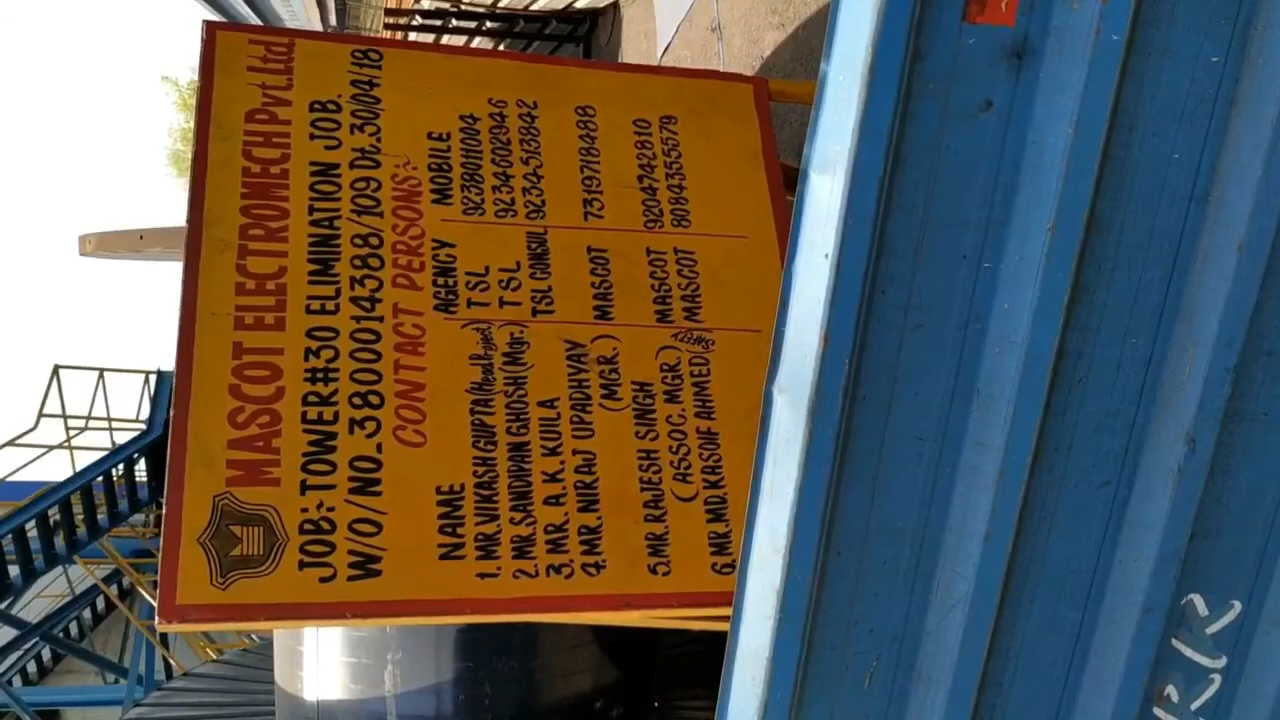 MASCOT ELECTROMECH Pvt.Ltd.
JOB:-TOWER#30 ELIMINATION JOB.
W/O/NO_3800014388/109 Dt.30/04/18
CONTACT PERSONS:-
NAME AGENCY MOBILE
1. MR.VIKASH GUPTA (Head Project) TSL 9238011004
2. MR.SANDIPAN GHOSH (Mgr.) TSL 9234602946
3. MR. A.K. KUILA TSL CONSUL 9234513842
4. MR. NIRAJ UPADHYAY MASCOT 7319718488
(MGR.)
5. MR. RAJESH SINGH MASCOT 9204742810
(ASSOC. MGR.)
6. MR. MD. KASOIF AHMED (SAFETY) MASCOT 8084355579